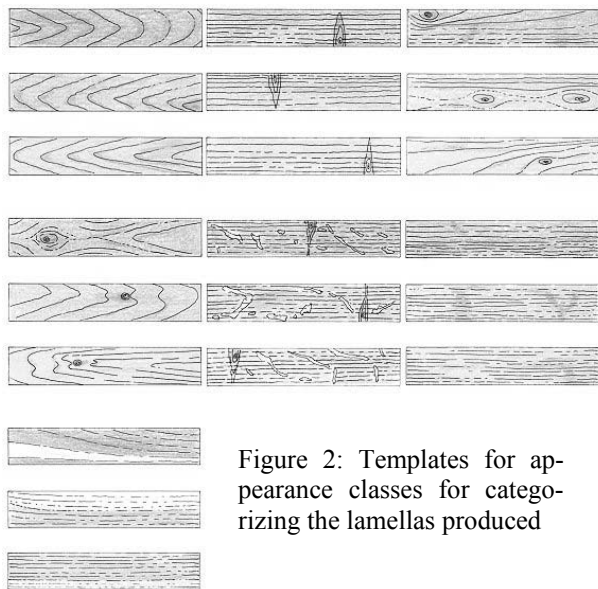 Figure 2: Templates for ap-
pearance classes for catego-
rizing the lamellas produced